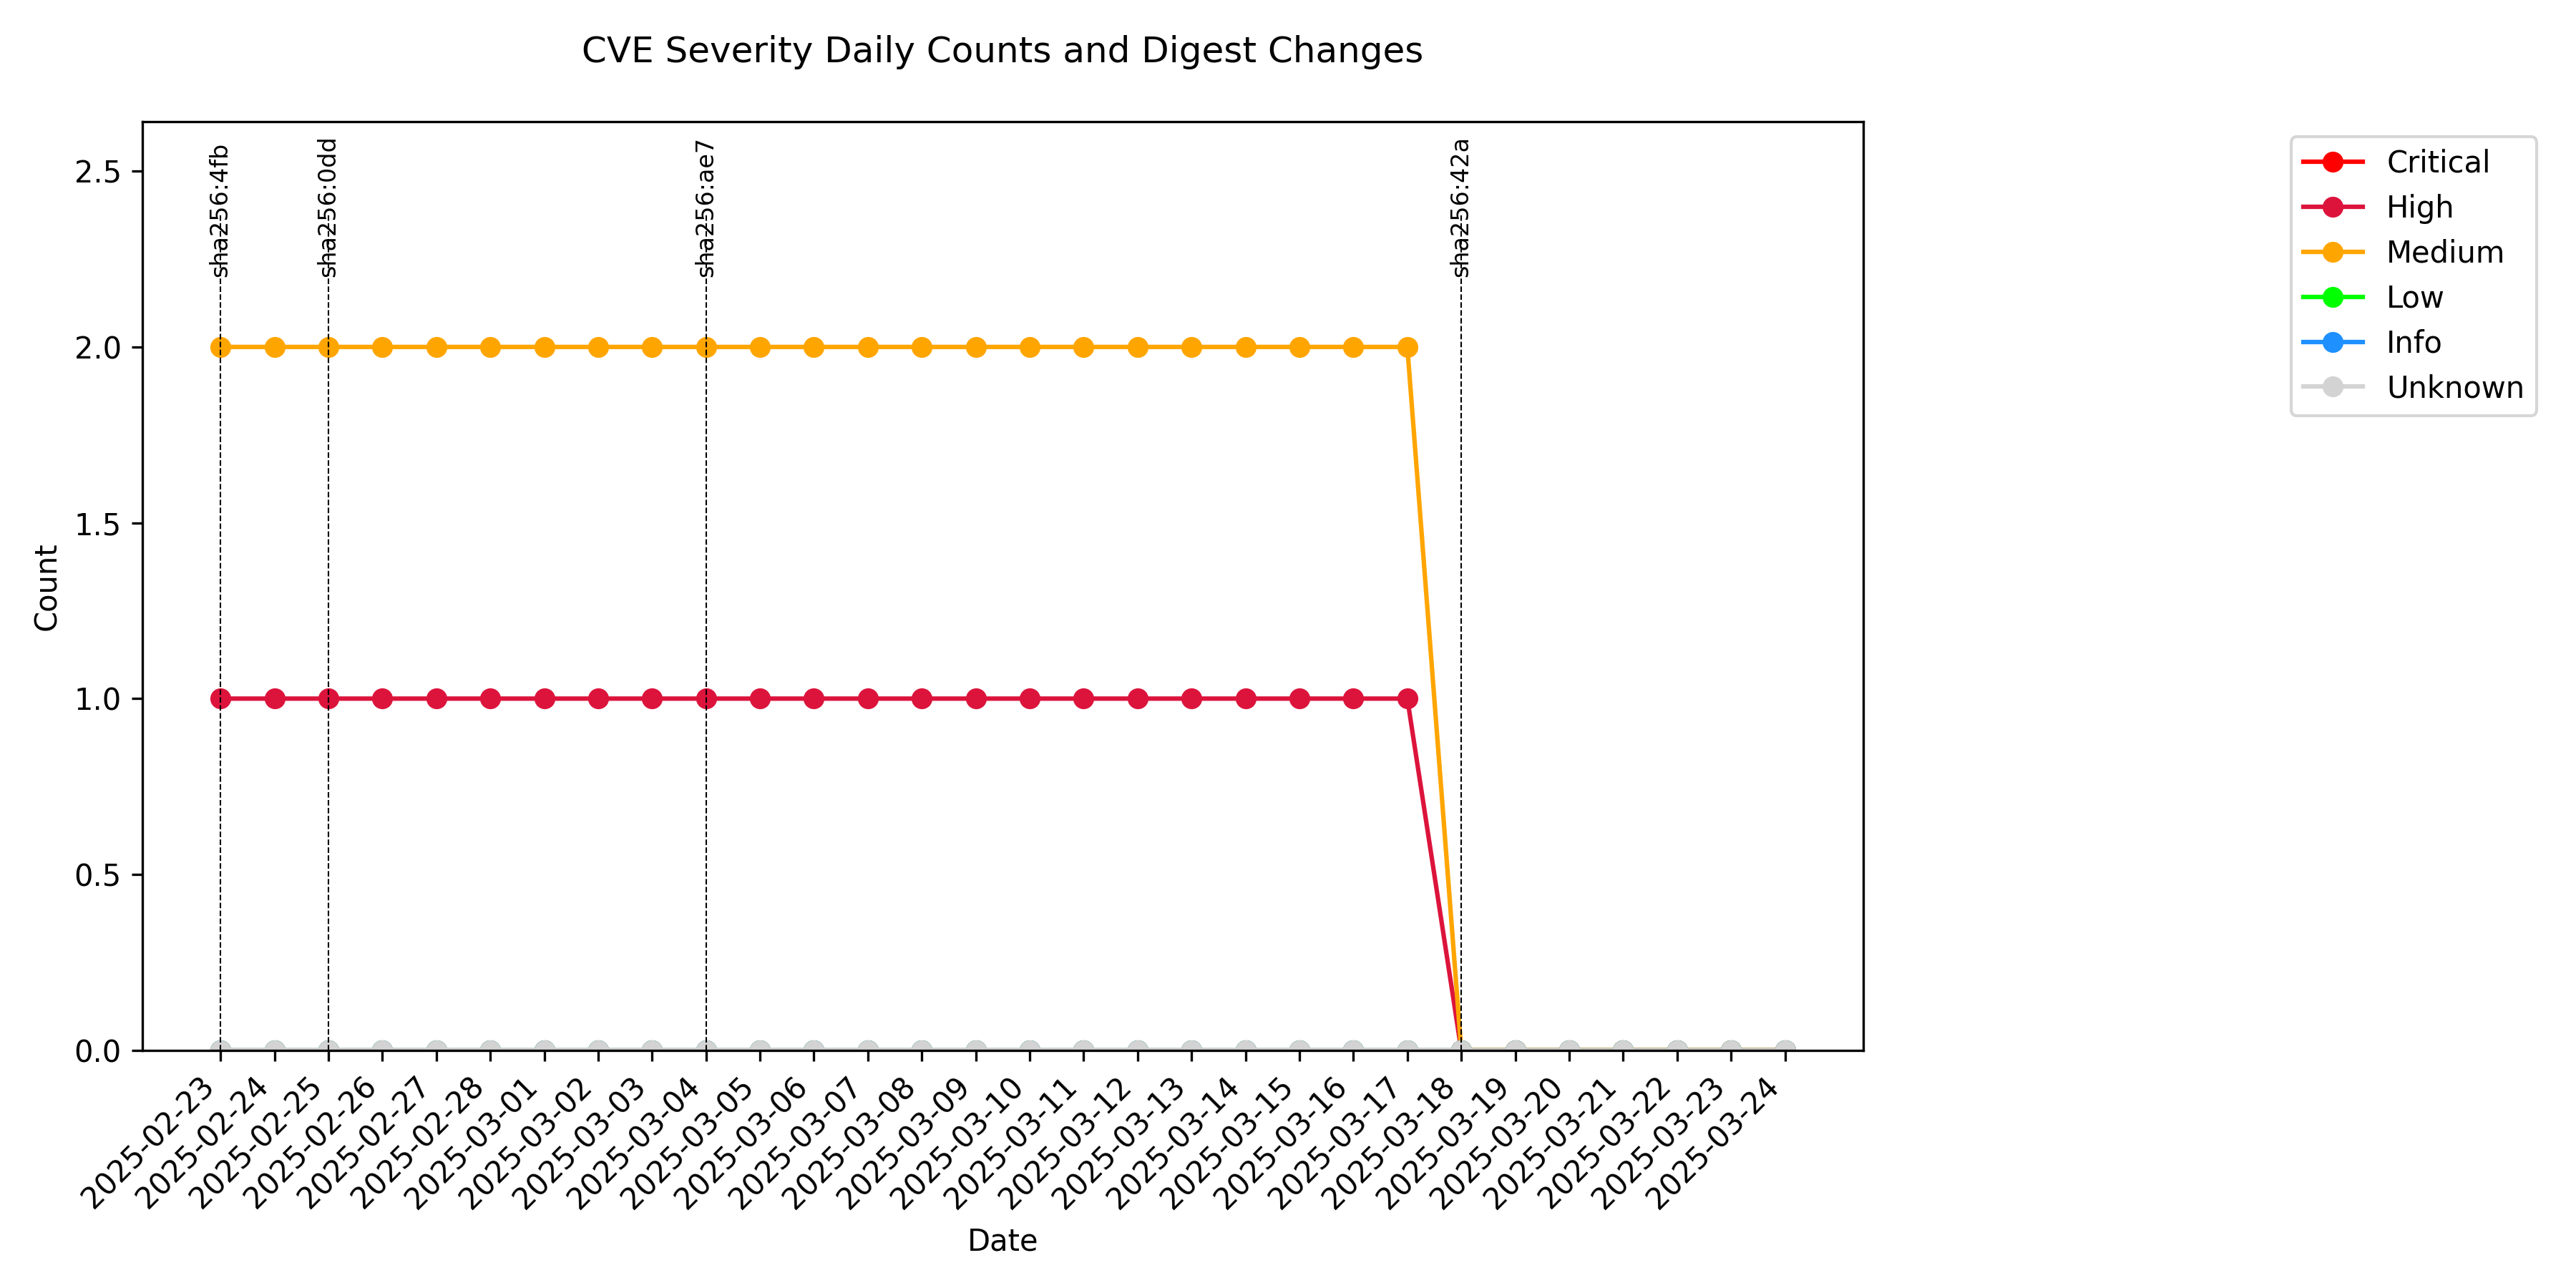 CVE Severity Daily Counts and Digest Changes
sha256:4fb
sha256:0dd
sha256:ae7
sha256:42a
Critical
High
Medium
Low
Info
Unknown
2.5
2.0
1.5
1.0
0.5
0.0
Count
2025-02-23
2025-02-24
2025-02-25
2025-02-26
2025-02-27
2025-02-28
2025-03-01
2025-03-02
2025-03-03
2025-03-04
2025-03-05
2025-03-06
2025-03-07
2025-03-08
2025-03-09
2025-03-10
2025-03-11
2025-03-12
2025-03-13
2025-03-14
2025-03-15
2025-03-16
2025-03-17
2025-03-18
2025-03-19
2025-03-20
2025-03-21
2025-03-22
2025-03-23
2025-03-24
Date